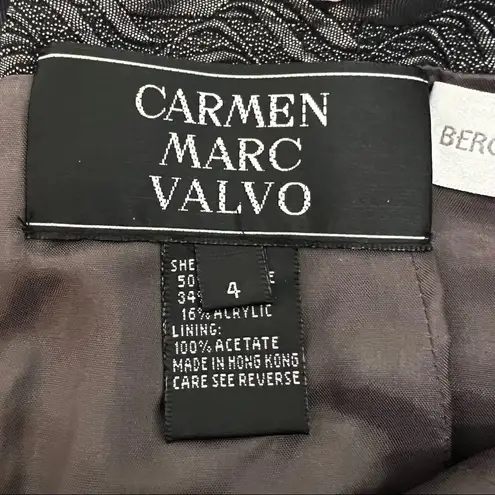 CARMEN
MARC
VALVO
4
16% ACRYLIC
LINING:
100% ACETATE
MADE IN HONG KONG
CARE SEE REVERSE